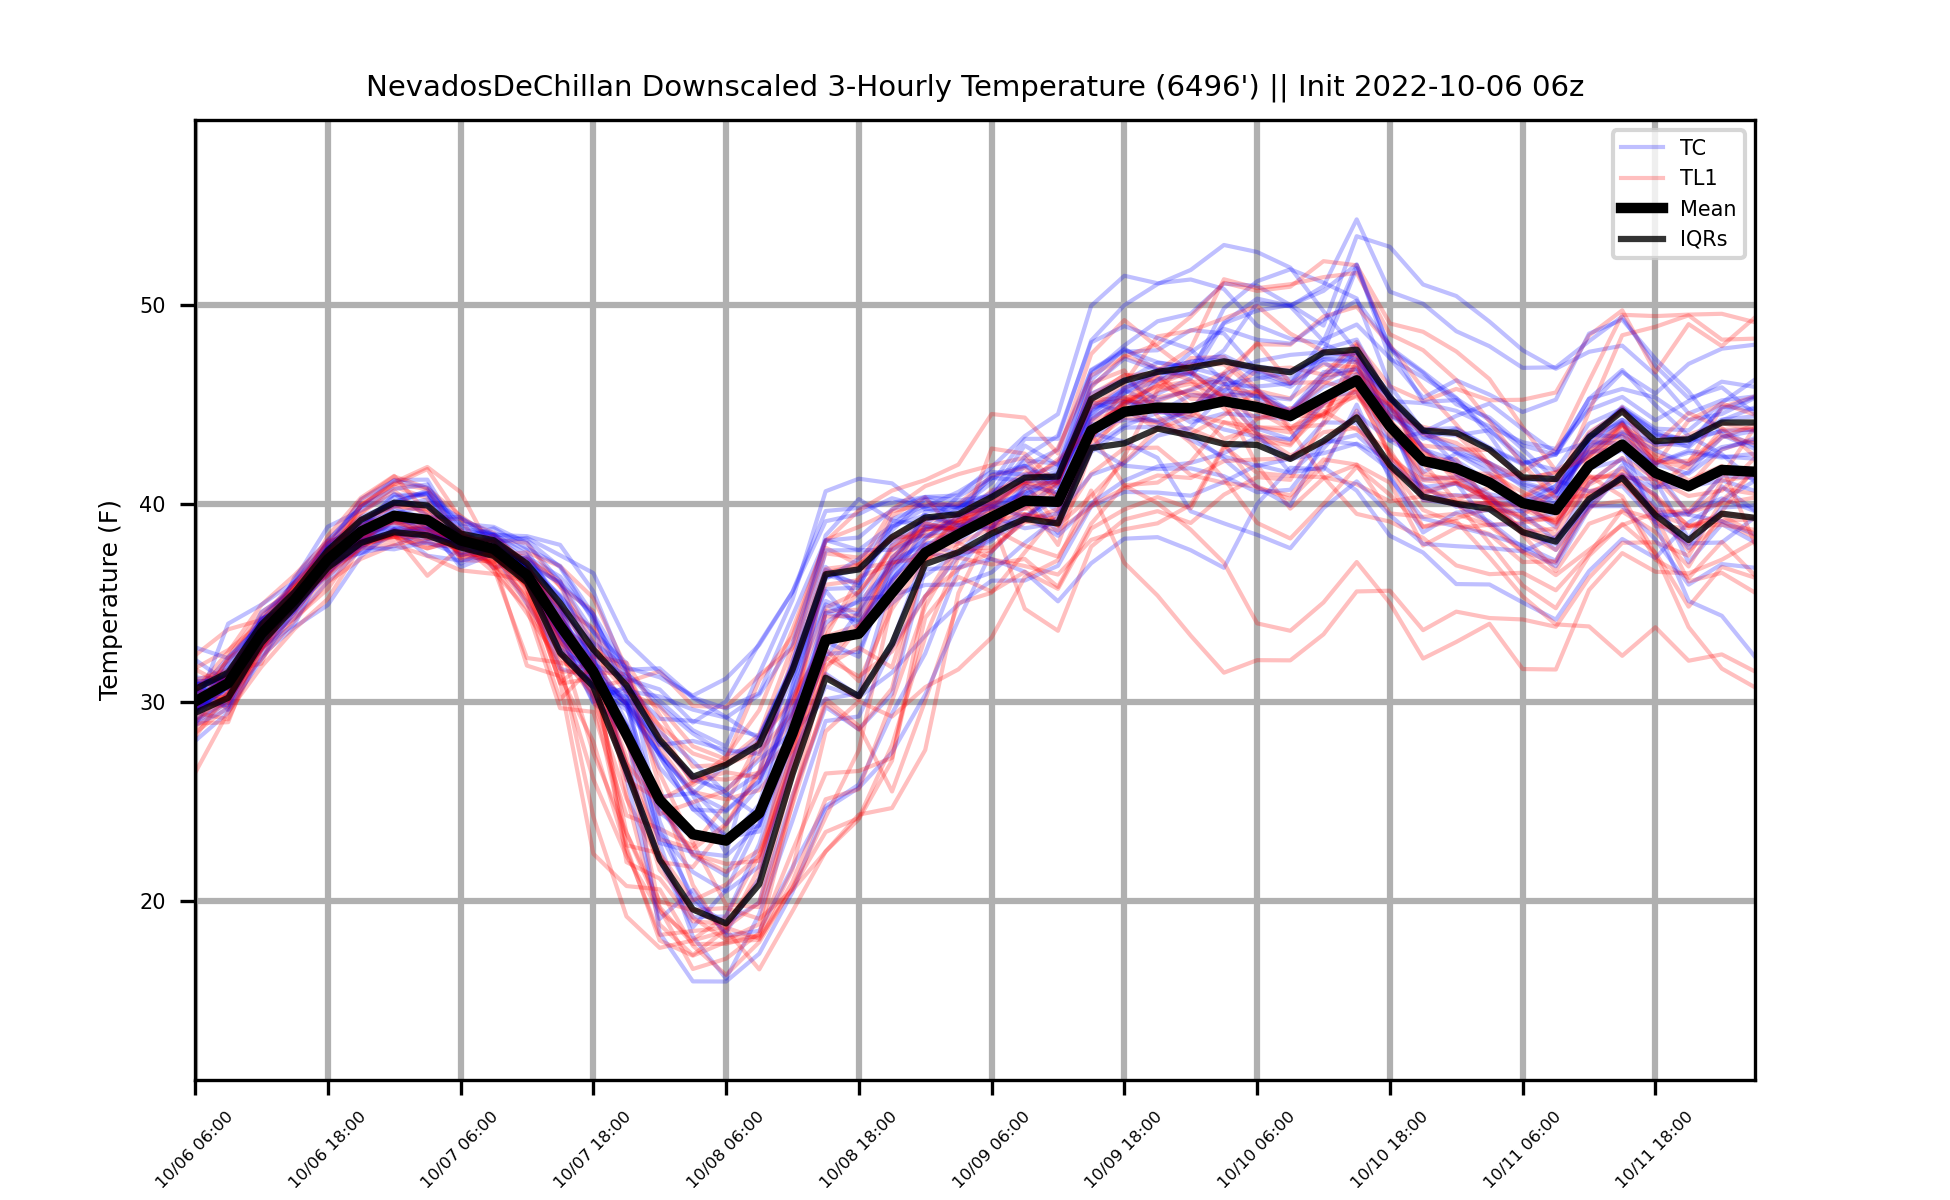 NevadosDeChillan Downscaled 3-Hourly Temperature (6496') || Init 2022-10-06 06z
TC
TL1
Mean
IQRs
Temperature (F)
50
40
30
20
10/06 06:00
10/06 18:00
10/07 06:00
10/07 18:00
10/08 06:00
10/08 18:00
10/09 06:00
10/09 18:00
10/10 06:00
10/10 18:00
10/11 06:00
10/11 18:00